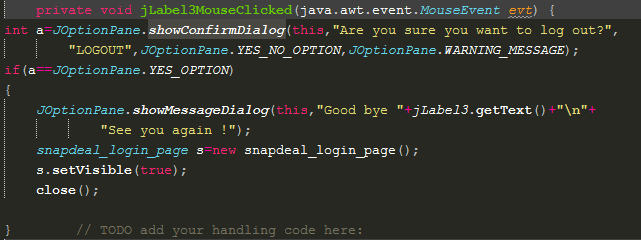 private void jLabel3MouseClicked(java.awt.event.MouseEvent evt) {
int a=JOptionPane.showConfirmDialog(this,"Are you sure you want to log out?",
"LOGOUT",JOptionPane.YES_NO_OPTION,JOptionPane.WARNING_MESSAGE);
if(a==JOptionPane.YES_OPTION)
{
JOptionPane.showMessageDialog(this,"Good bye "+jLabel3.getText()+"\n"+
"See you again !");
snapdeal_login_page s=new snapdeal_login_page();
s.setVisible(true);
close();
} // TODO add your handling code here: